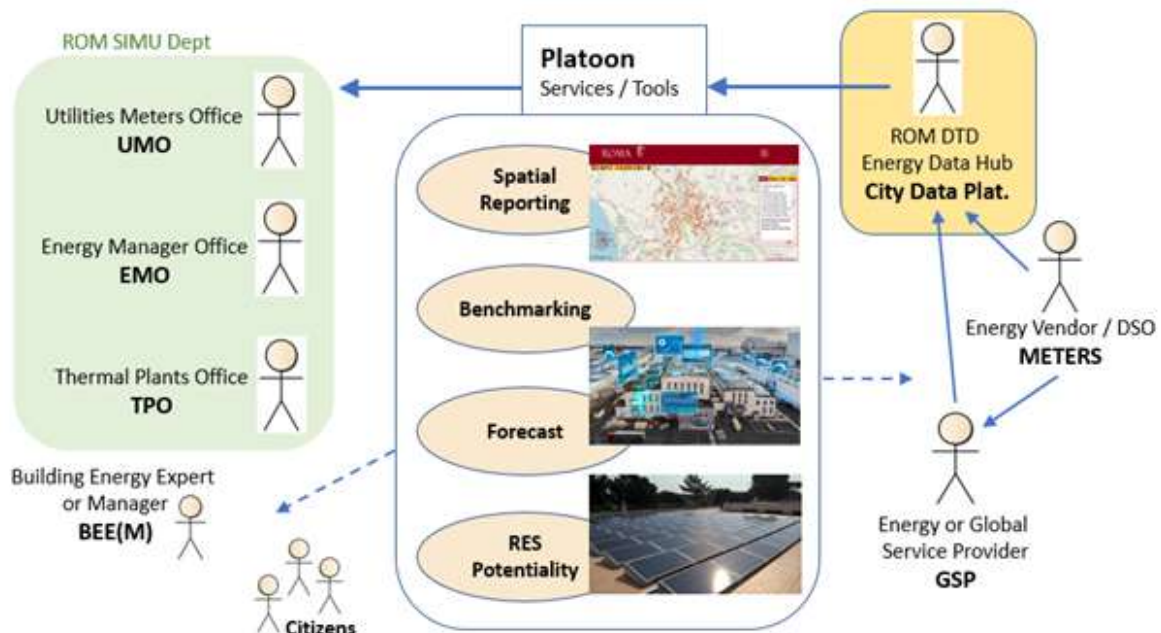 ROM SIMU Dept
Utilities Meters Office
UMO
Energy Manager Office
EMO
Thermal Plants Office
TPO
Building Energy Expert
or Manager
BEE(M)
Citizens
Platoon
Services / Tools
Spatial
Reporting
ROMA
Benchmarking
Forecast
RES
Potentiality
ROM DTD
Energy Data Hub
City Data Plat.
Energy Vendor / DSO
METERS
Energy or Global
Service Provider
GSP